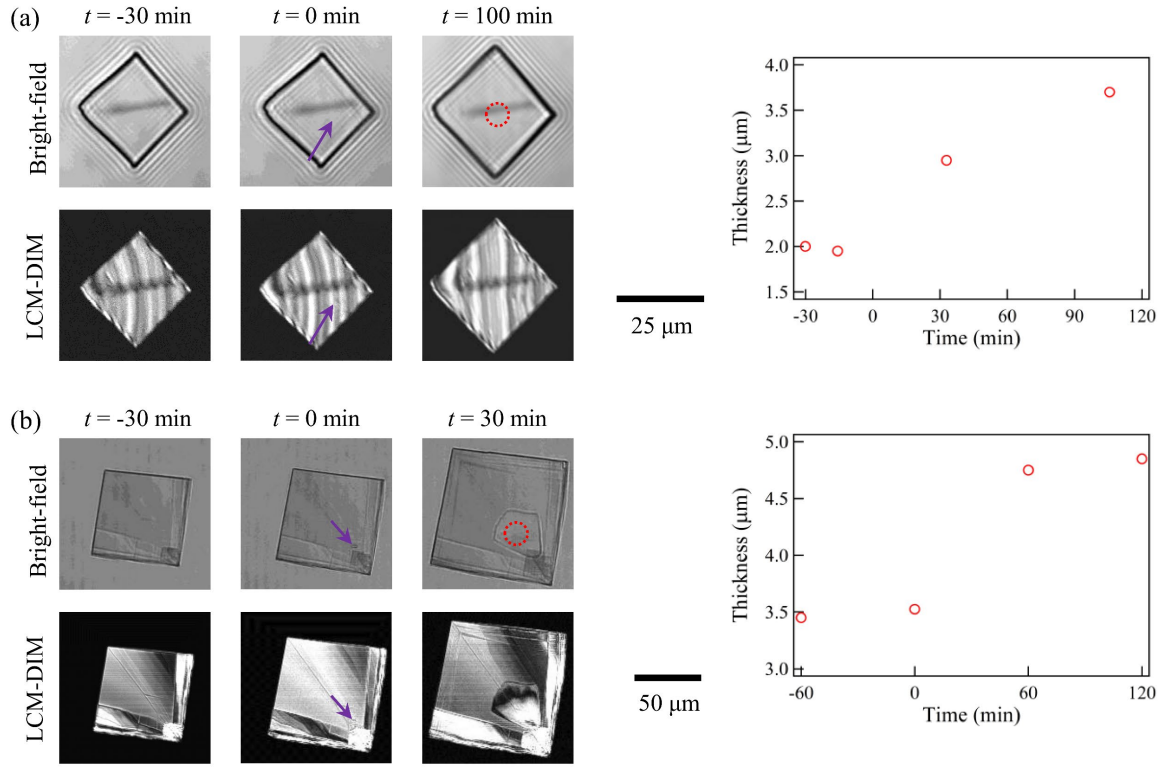 (a)
t = -30 min
t = 0 min
t = 100 min
Bright-field
LCM-DIM
25 μm
Thickness (μm)
4.0
3.5
3.0
2.5
2.0
1.5
-30
0
30
60
90
120
Time (min)
(b)
t = -30 min
t = 0 min
t = 30 min
Bright-field
LCM-DIM
50 μm
Thickness (μm)
5.0
4.5
4.0
3.5
3.0
-60
0
60
120
Time (min)